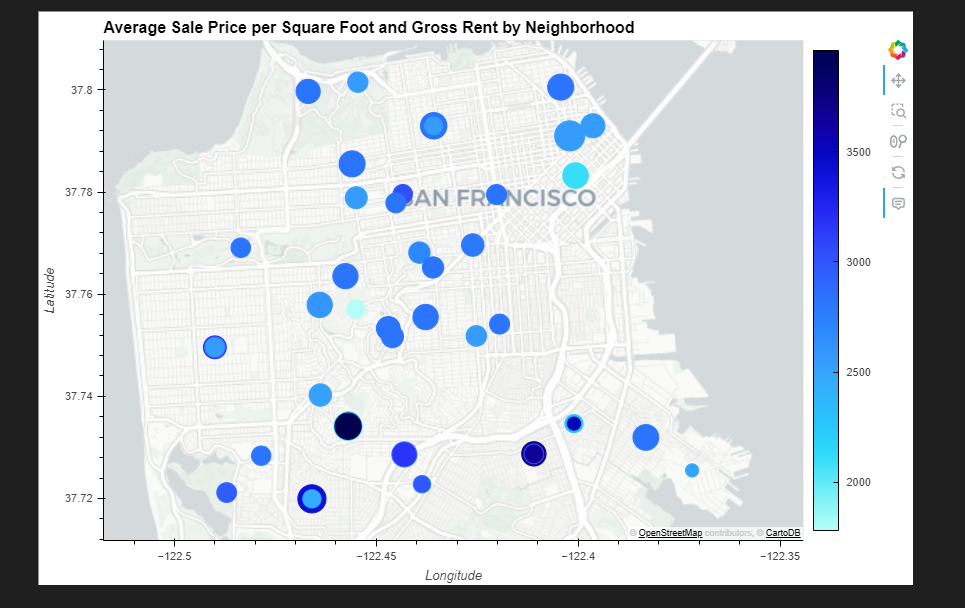 Average Sale Price per Square Foot and Gross Rent by Neighborhood
37.8
37.78
37.76
37.74
37.72
Latitude
SAN FRANCISCO
3500
3000
2500
2000
© OpenStreetMap contributors, © CartoDB
−122.5
−122.45
−122.4
−122.35
Longitude